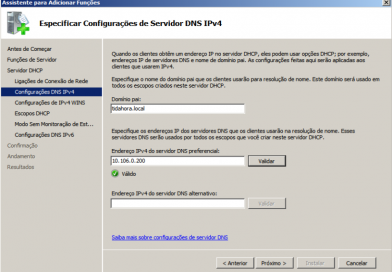 Assistente para Adicionar Funções
Especificar Configurações de Servidor DNS IPv4
Antes de Começar
Funções de Servidor
Servidor DHCP
Ligações de Conexão de Rede
Configurações DNS IPv4
Configurações de IPv4 WINS
Escopos DHCP
Modo Sem Monitoração de Est...
Configurações DNS IPv6
Confirmação
Andamento
Resultados
Quando os clientes obtêm um endereço IP no servidor DHCP, eles podem usar opções DHCP; por exemplo,
endereços IP de servidores DNS e nome de domínio pai. As configurações feitas aqui serão aplicadas aos
clientes que usarem IPv4.
Especifique o nome do domínio pai que os clientes usarão para resolução de nome. Este domínio será usado em
todos os escopos criados neste servidor DHCP.
Domínio pai:
tidahora.local
Especifique os endereços IP dos servidores DNS que os clientes usarão na resolução de nome. Esses
servidores DNS serão usados por todos os escopos que você criar neste servidor DHCP.
Endereço IPv4 do servidor DNS preferencial:
10.106.0.200
Validar
Válido
Endereço IPv4 do servidor DNS alternativo:
Validar
Saiba mais sobre configurações de servidor DNS
< Anterior
Próximo >
Instalar
Cancelar